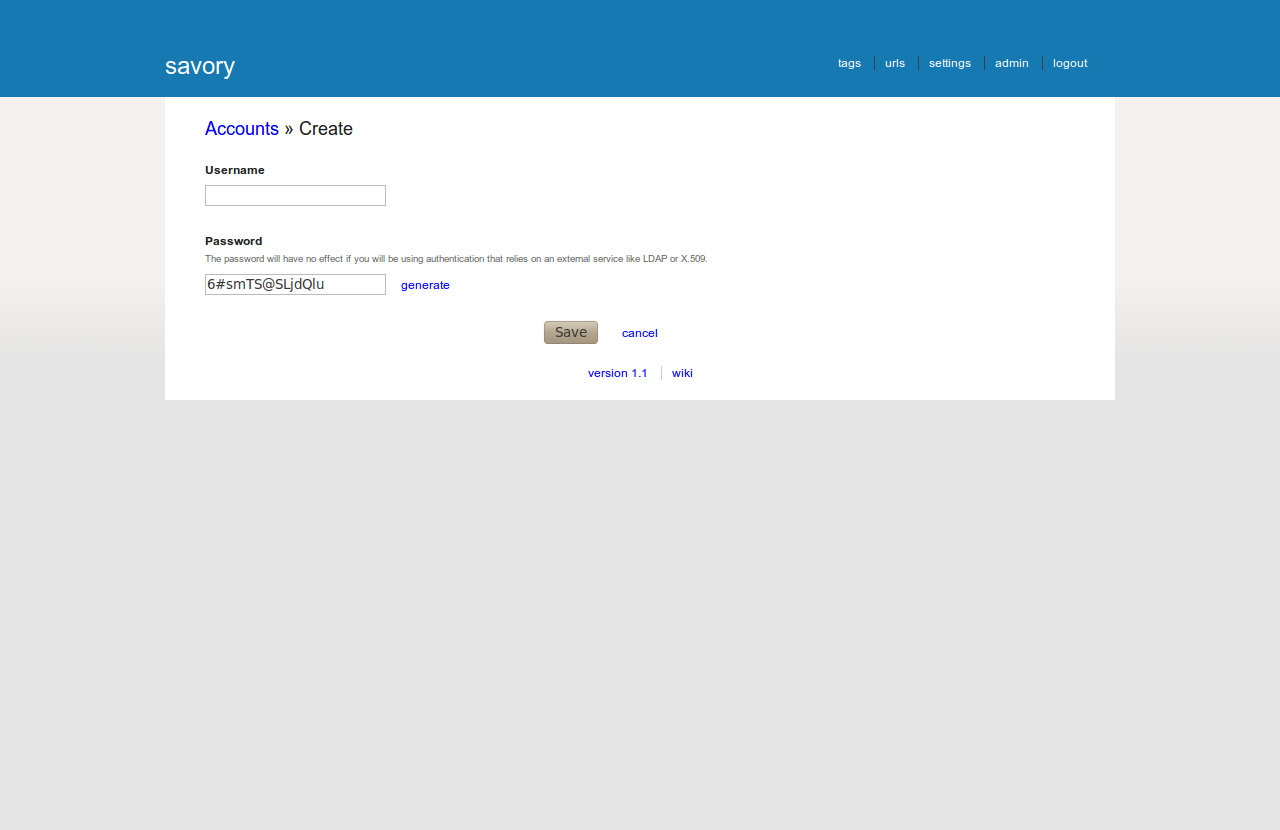 savory
tags urls settings admin logout
Accounts » Create
Username
Password
The password will have no effect if you will be using authentication that relies on an external service like LDAP or X.509.
6#smTS@SLjdQlu generate
Save cancel
version 1.1 wiki